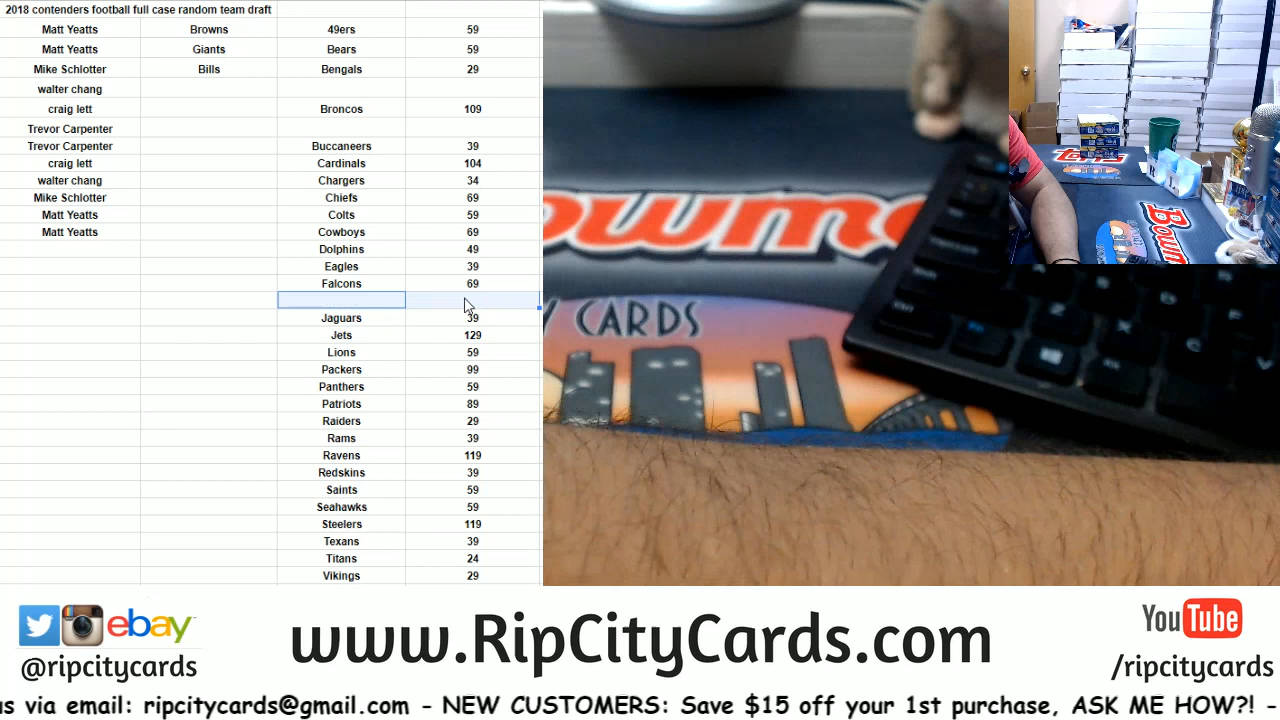 2018 contenders football full case random team draft
Matt Yeatts Browns 49ers 59
Matt Yeatts Giants Bears 59
Mike Schlotter Bills Bengals 29
walter chang
craig lett Broncos 109
Trevor Carpenter
Trevor Carpenter Buccaneers 39
craig lett Cardinals 104
walter chang Chargers 34
Mike Schlotter Chiefs 69
Matt Yeatts Colts 59
Matt Yeatts Cowboys 69
Dolphins 49
Eagles 39
Falcons 69
Jaguars 39
Jets 129
Lions 59
Packers 99
Panthers 59
Patriots 89
Raiders 29
Rams 39
Ravens 119
Redskins 39
Saints 59
Seahawks 59
Steelers 119
Texans 39
Titans 24
Vikings 29
Y CARDS
Ctrl
Z X C V
ebay
@ripcitycards
www.RipCityCards.com
YouTube
/ripcitycards
us via email: ripcitycards@gmail.com - NEW CUSTOMERS: Save $15 off your 1st purchase, ASK ME HOW?! -